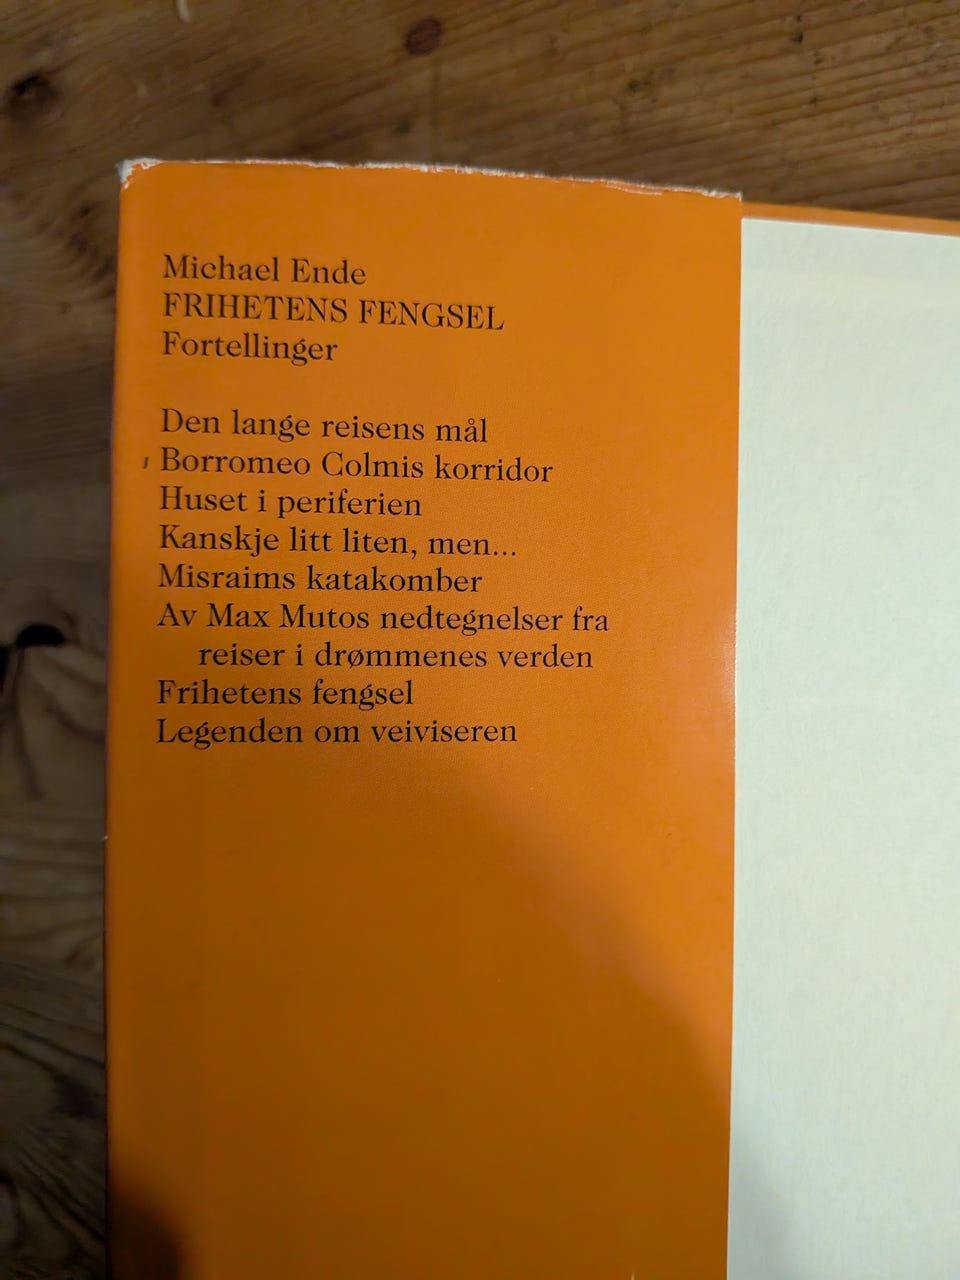 Michael Ende
FRIHETENS FENGSEL
Fortellinger
Den lange reisens mål
Borromeo Colmis korridor
Huset i periferien
Kanskje litt liten, men...
Misraims katakomber
Av Max Mutos nedtegnelser fra
reiser i drømmenes verden
Frihetens fengsel
Legenden om veiviseren